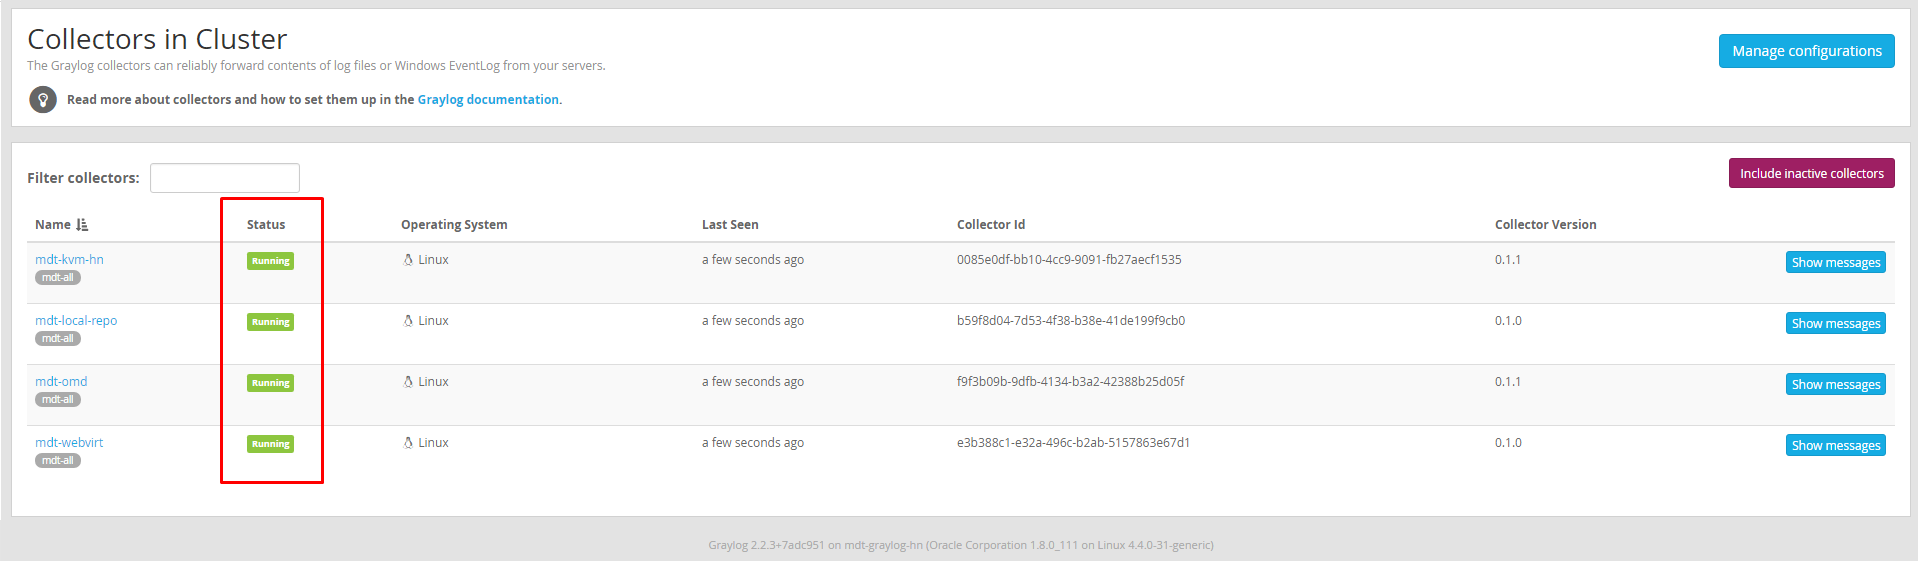 Collectors in Cluster
The Graylog collectors can reliably forward contents of log files or Windows EventLog from your servers.
Manage configurations
Read more about collectors and how to set them up in the Graylog documentation.
Filter collectors:
Include inactive collectors
Name Status Operating System Last Seen Collector Id Collector Version
mdt-kvm-hn Running Linux a few seconds ago 0085e0df-bb10-4cc9-9091-fb27aecf1535 0.1.1 Show messages
mdt-all
mdt-local-repo Running Linux a few seconds ago b59f8d04-7d53-4f38-b38e-41de199f9cb0 0.1.0 Show messages
mdt-all
mdt-omd Running Linux a few seconds ago f9f3b09b-9dfb-4134-b3a2-42388b25d05f 0.1.1 Show messages
mdt-all
mdt-webvirt Running Linux a few seconds ago e3b388c1-e32a-496c-b2ab-5157863e67d1 0.1.0 Show messages
mdt-all
Graylog 2.2.3+7adc951 on mdt-graylog-hn (Oracle Corporation 1.8.0_111 on Linux 4.4.0-31-generic)